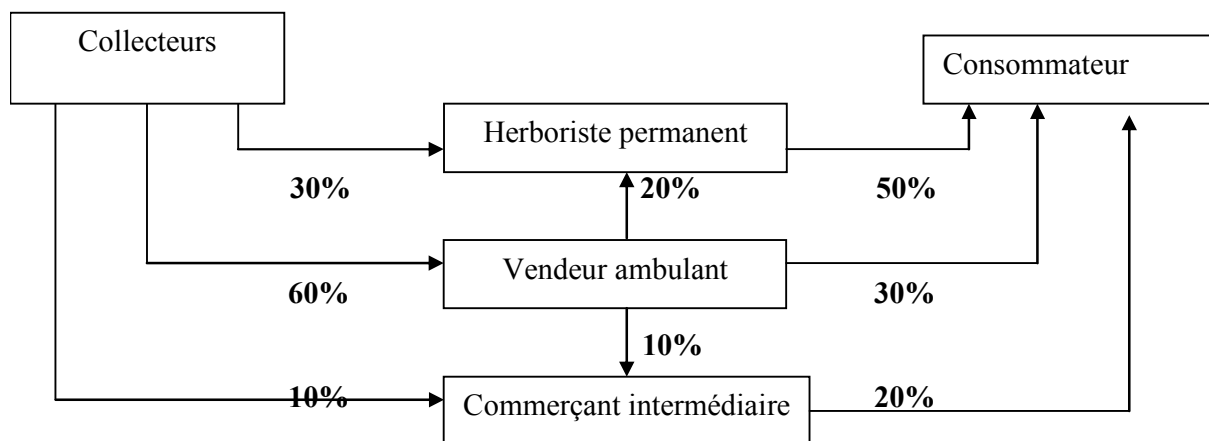 Collecteurs
Consommateur
Herboriste permanent
30%
20%
50%
Vendeur ambulant
60%
30%
10%
10%
Commerçant intermédiaire
20%